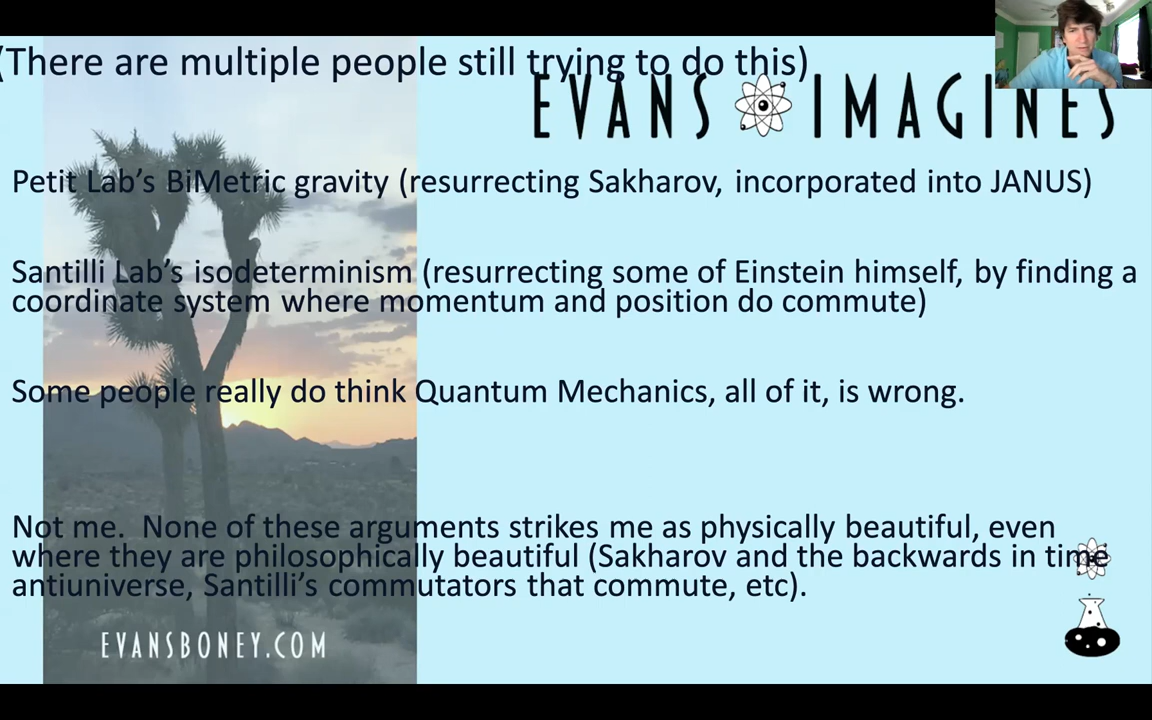 (There are multiple people still trying to do this)
EVANS IMAGINES
Petit Lab’s BiMetric gravity (resurrecting Sakharov, incorporated into JANUS)
Santilli Lab’s isodeterminism (resurrecting some of Einstein himself, by finding a
coordinate system where momentum and position do commute)
Some people really do think Quantum Mechanics, all of it, is wrong.
Not me.  None of these arguments strikes me as physically beautiful, even
where they are philosophically beautiful (Sakharov and the backwards in time
antiuniverse, Santilli’s commutators that commute, etc).
EVANSBONEY.COM